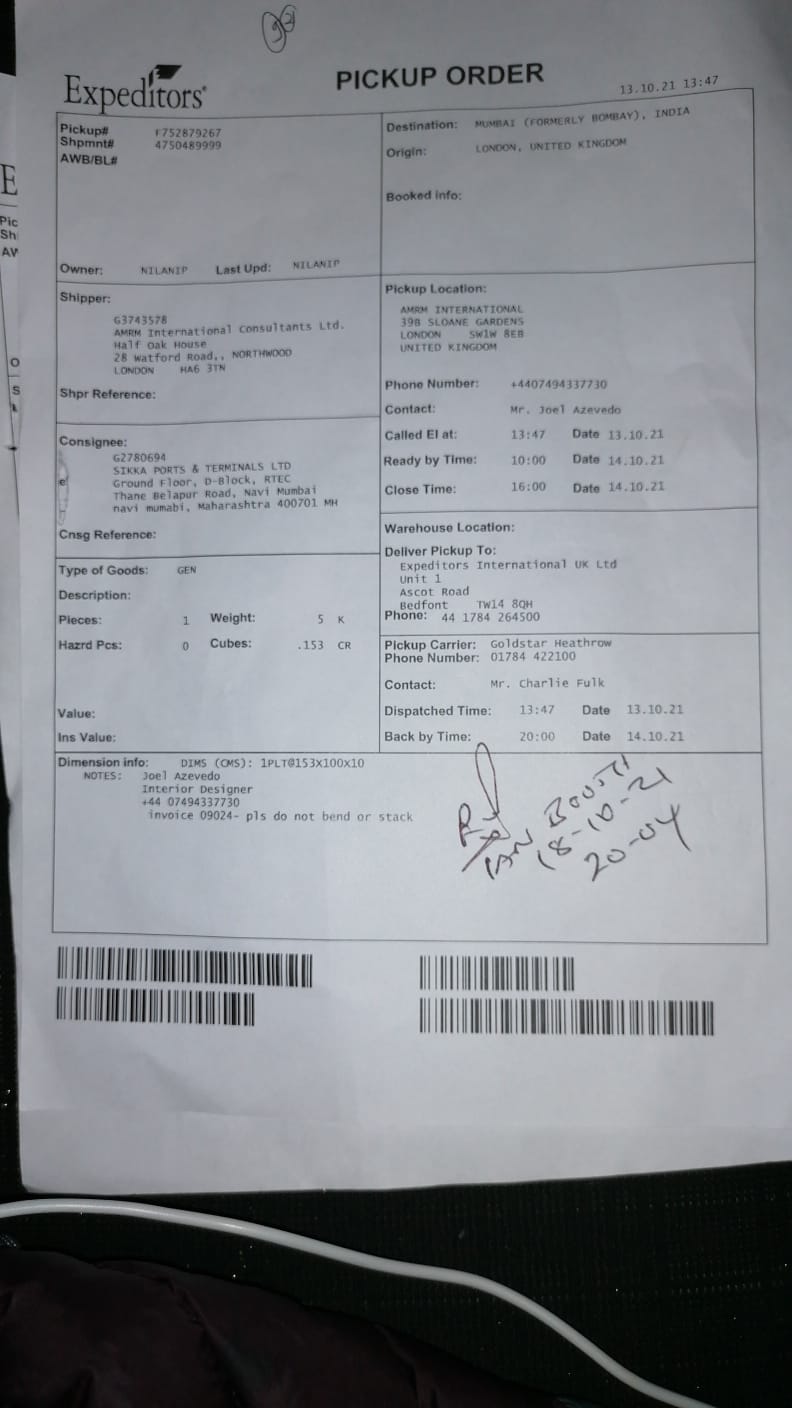 Expeditors
PICKUP ORDER
13.10.21 13:47
Pickup# F752879267
Shpmnt# 4750489999
AWB/BL#
Owner: NILANIP Last Upd: NILANIP
Destination: MUMBAI (FORMERLY BOMBAY), INDIA
Origin: LONDON, UNITED KINGDOM
Booked info:
Shipper:
G3743578
AMRM International Consultants Ltd.
Half Oak House
28 Watford Road,, NORTHWOOD
LONDON HA6 3TN
Shpr Reference:
Pickup Location:
AMRM INTERNATIONAL
39B SLOANE GARDENS
LONDON SW1W 8EB
UNITED KINGDOM
Phone Number: +4407494337730
Contact: Mr. Joel Azevedo
Called EI at: 13:47 Date 13.10.21
Ready by Time: 10:00 Date 14.10.21
Close Time: 16:00 Date 14.10.21
Consignee:
G2780694
SIKKA PORTS & TERMINALS LTD
Ground Floor, D-Block, RTEC
Thane Belapur Road, Navi Mumbai
navi mumabi, Maharashtra 400701 MH
Cnsg Reference:
Warehouse Location:
Deliver Pickup To:
Expeditors International UK Ltd
Unit 1
Ascot Road
Bedfont TW14 8QH
Phone: 44 1784 264500
Type of Goods: GEN
Description:
Pieces: 1 Weight: 5 K
Hazrd Pcs: 0 Cubes: .153 CR
Value:
Ins Value:
Pickup Carrier: Goldstar Heathrow
Phone Number: 01784 422100
Contact: Mr. Charlie Fulk
Dispatched Time: 13:47 Date 13.10.21
Back by Time: 20:00 Date 14.10.21
Dimension info: DIMS (CMS): 1PLT@153X100X10
NOTES: Joel Azevedo
Interior Designer
+44 07494337730
invoice 09024- pls do not bend or stack
18-10-21
20-04
E
Pic
Sh
AW